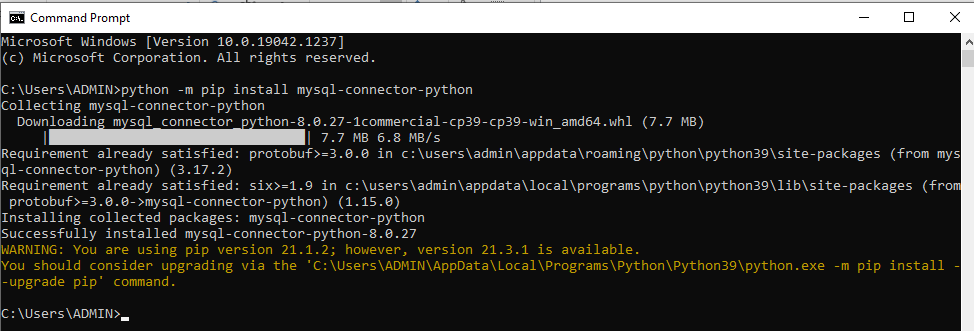 Command Prompt
Microsoft Windows [Version 10.0.19042.1237]
(c) Microsoft Corporation. All rights reserved.
C:\Users\ADMIN>python -m pip install mysql-connector-python
Collecting mysql-connector-python
  Downloading mysql_connector_python-8.0.27-1commercial-cp39-cp39-win_amd64.whl (7.7 MB)
     |████████████████████████████████| 7.7 MB 6.8 MB/s
Requirement already satisfied: protobuf>=3.0.0 in c:\users\admin\appdata\roaming\python\python39\site-packages (from mys
ql-connector-python) (3.17.2)
Requirement already satisfied: six>=1.9 in c:\users\admin\appdata\local\programs\python\python39\lib\site-packages (from
 protobuf>=3.0.0->mysql-connector-python) (1.15.0)
Installing collected packages: mysql-connector-python
Successfully installed mysql-connector-python-8.0.27
WARNING: You are using pip version 21.1.2; however, version 21.3.1 is available.
You should consider upgrading via the 'C:\Users\ADMIN\AppData\Local\Programs\Python\Python39\python.exe -m pip install -
-upgrade pip' command.
C:\Users\ADMIN>